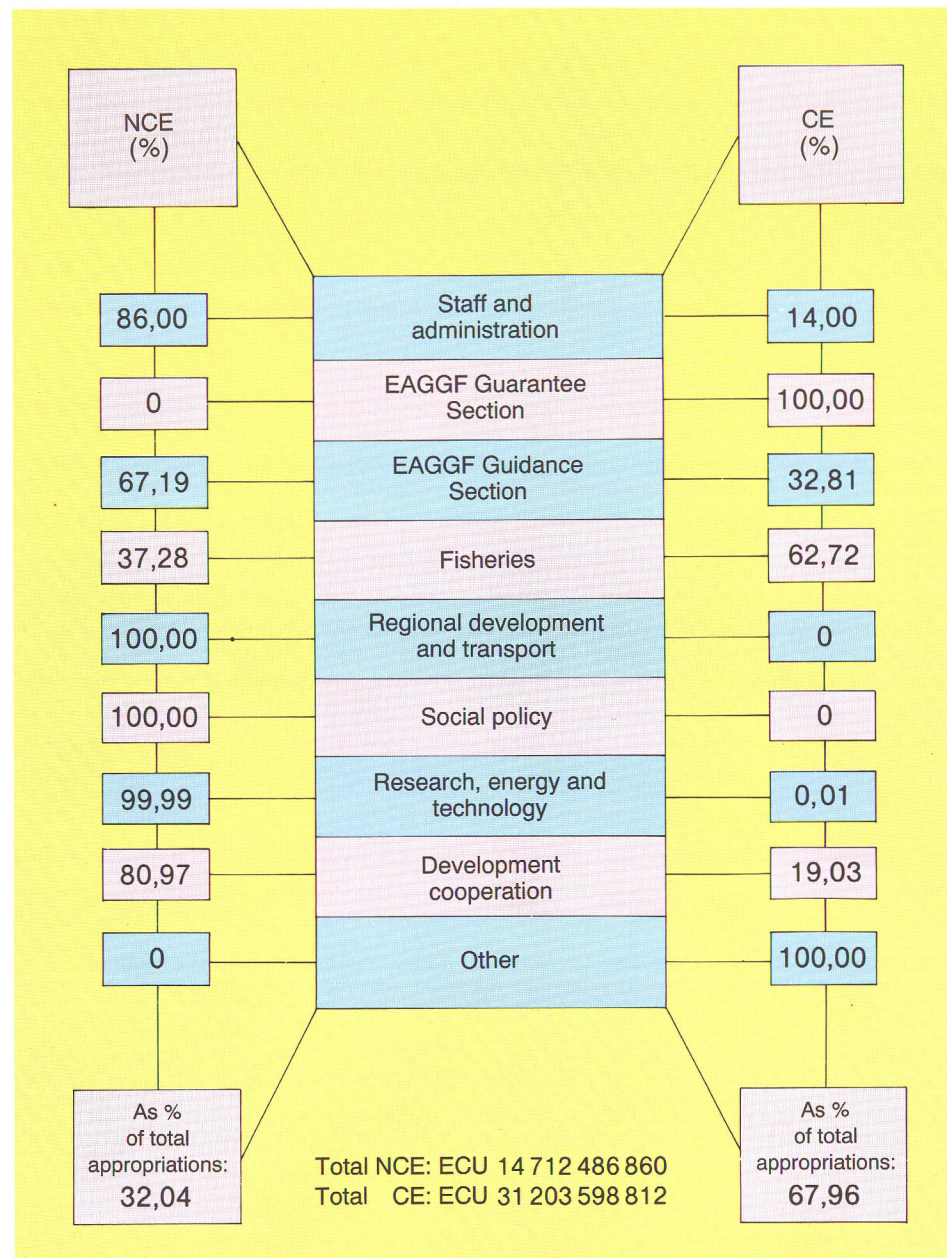 NCE
(%)
CE
(%)
86,00
Staff and
administration
14,00
0
EAGGF Guarantee
Section
100,00
67,19
EAGGF Guidance
Section
32,81
37,28
Fisheries
62,72
100,00
Regional development
and transport
0
100,00
Social policy
0
99,99
Research, energy and
technology
0,01
80,97
Development
cooperation
19,03
0
Other
100,00
As %
of total
appropriations:
32,04
Total NCE: ECU 14 712 486 860
Total CE: ECU 31 203 598 812
As %
of total
appropriations:
67,96